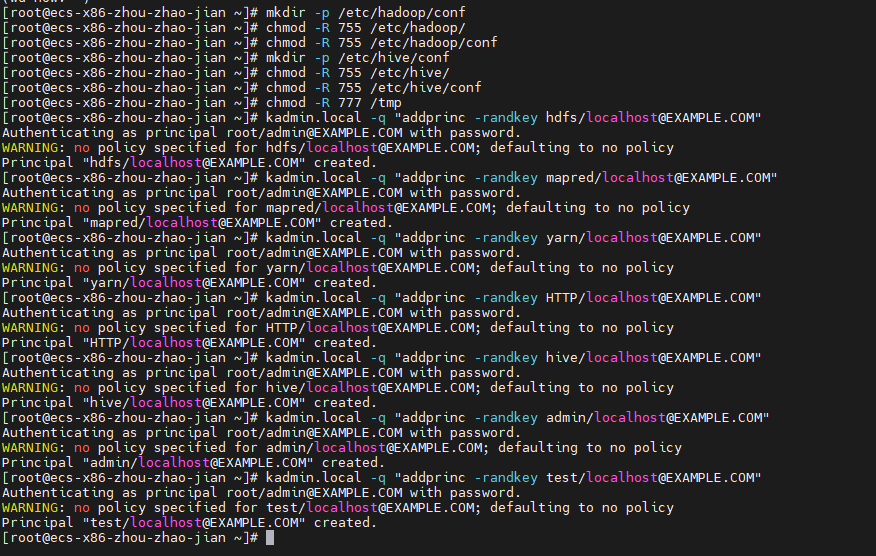 [root@ecs-x86-zhou-zhao-jian ~]# mkdir -p /etc/hadoop/conf
[root@ecs-x86-zhou-zhao-jian ~]# chmod -R 755 /etc/hadoop/
[root@ecs-x86-zhou-zhao-jian ~]# chmod -R 755 /etc/hadoop/conf
[root@ecs-x86-zhou-zhao-jian ~]# mkdir -p /etc/hive/conf
[root@ecs-x86-zhou-zhao-jian ~]# chmod -R 755 /etc/hive/
[root@ecs-x86-zhou-zhao-jian ~]# chmod -R 755 /etc/hive/conf
[root@ecs-x86-zhou-zhao-jian ~]# chmod -R 777 /tmp
[root@ecs-x86-zhou-zhao-jian ~]# kadmin.local -q "addprinc -randkey hdfs/localhost@EXAMPLE.COM"
Authenticating as principal root/admin@EXAMPLE.COM with password.
WARNING: no policy specified for hdfs/localhost@EXAMPLE.COM; defaulting to no policy
Principal "hdfs/localhost@EXAMPLE.COM" created.
[root@ecs-x86-zhou-zhao-jian ~]# kadmin.local -q "addprinc -randkey mapred/localhost@EXAMPLE.COM"
Authenticating as principal root/admin@EXAMPLE.COM with password.
WARNING: no policy specified for mapred/localhost@EXAMPLE.COM; defaulting to no policy
Principal "mapred/localhost@EXAMPLE.COM" created.
[root@ecs-x86-zhou-zhao-jian ~]# kadmin.local -q "addprinc -randkey yarn/localhost@EXAMPLE.COM"
Authenticating as principal root/admin@EXAMPLE.COM with password.
WARNING: no policy specified for yarn/localhost@EXAMPLE.COM; defaulting to no policy
Principal "yarn/localhost@EXAMPLE.COM" created.
[root@ecs-x86-zhou-zhao-jian ~]# kadmin.local -q "addprinc -randkey HTTP/localhost@EXAMPLE.COM"
Authenticating as principal root/admin@EXAMPLE.COM with password.
WARNING: no policy specified for HTTP/localhost@EXAMPLE.COM; defaulting to no policy
Principal "HTTP/localhost@EXAMPLE.COM" created.
[root@ecs-x86-zhou-zhao-jian ~]# kadmin.local -q "addprinc -randkey hive/localhost@EXAMPLE.COM"
Authenticating as principal root/admin@EXAMPLE.COM with password.
WARNING: no policy specified for hive/localhost@EXAMPLE.COM; defaulting to no policy
Principal "hive/localhost@EXAMPLE.COM" created.
[root@ecs-x86-zhou-zhao-jian ~]# kadmin.local -q "addprinc -randkey admin/localhost@EXAMPLE.COM"
Authenticating as principal root/admin@EXAMPLE.COM with password.
WARNING: no policy specified for admin/localhost@EXAMPLE.COM; defaulting to no policy
Principal "admin/localhost@EXAMPLE.COM" created.
[root@ecs-x86-zhou-zhao-jian ~]# kadmin.local -q "addprinc -randkey test/localhost@EXAMPLE.COM"
Authenticating as principal root/admin@EXAMPLE.COM with password.
WARNING: no policy specified for test/localhost@EXAMPLE.COM; defaulting to no policy
Principal "test/localhost@EXAMPLE.COM" created.
[root@ecs-x86-zhou-zhao-jian ~]#